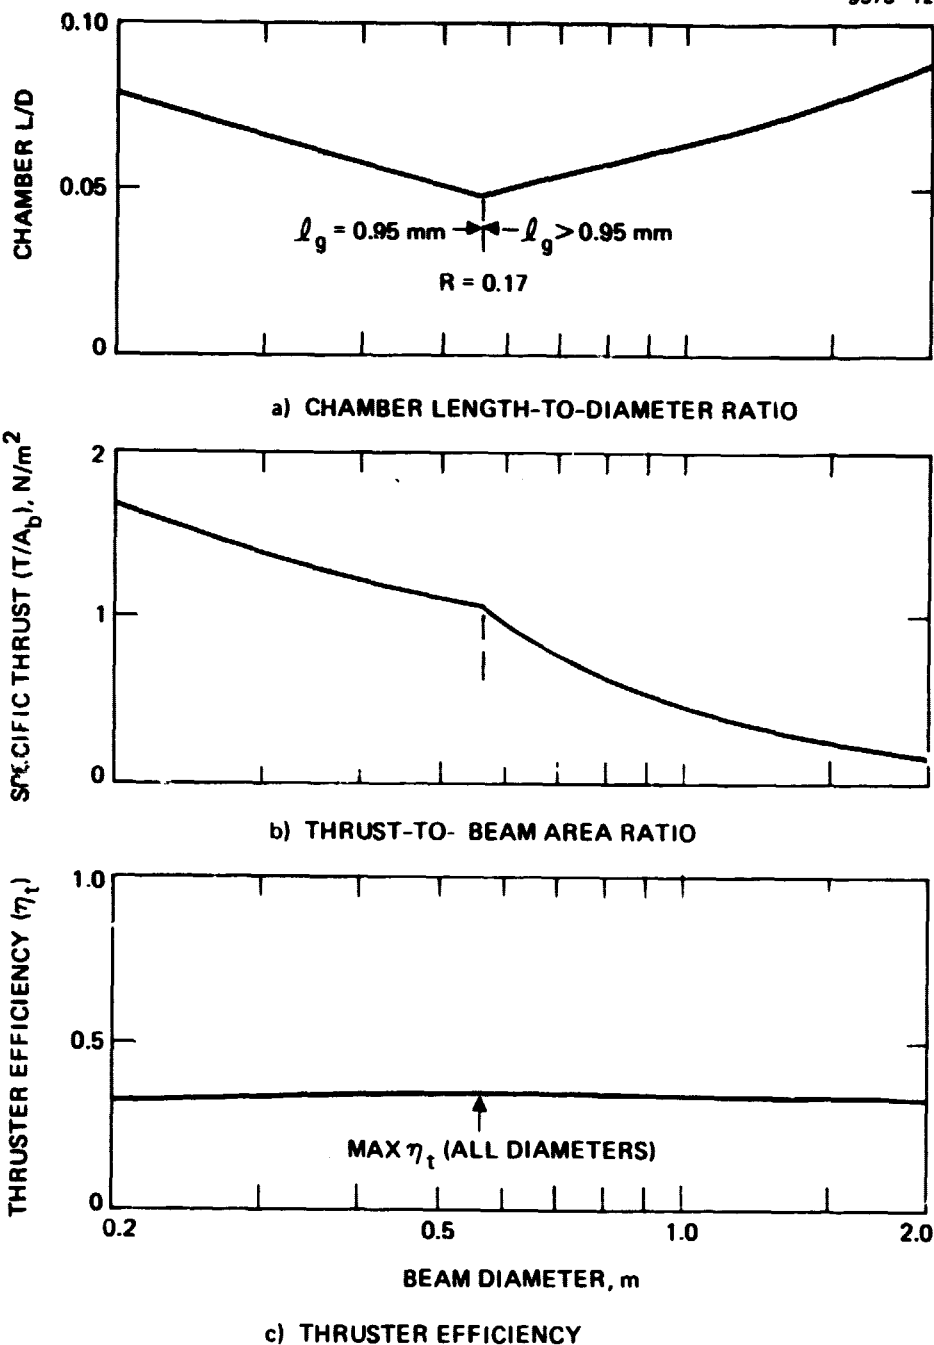 0.10
CHAMBER L/D
0.05
ℓg = 0.95 mm
ℓg > 0.95 mm
R = 0.17
0
a) CHAMBER LENGTH-TO-DIAMETER RATIO
2
SPECIFIC THRUST (T/Ab), N/m²
1
0
b) THRUST-TO- BEAM AREA RATIO
1.0
THRUSTER EFFICIENCY (ηt)
0.5
MAX ηt (ALL DIAMETERS)
0
0.2 0.5 1.0 2.0
BEAM DIAMETER, m
c) THRUSTER EFFICIENCY